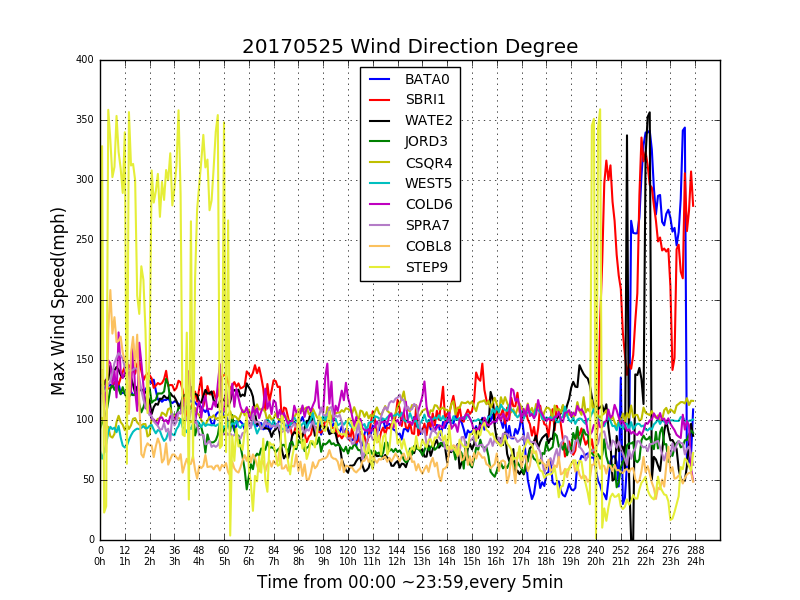 20170525 Wind Direction Degree
Max Wind Speed(mph)
400
350
300
250
200
150
100
50
0
BATA0
SBRI1
WATE2
JORD3
CSQR4
WEST5
COLD6
SPRA7
COBL8
STEP9
0 12 24 36 48 60 72 84 96 108 120 132 144 156 168 180 192 204 216 228 240 252 264 276 288
0h 1h 2h 3h 4h 5h 6h 7h 8h 9h 10h 11h 12h 13h 14h 15h 16h 17h 18h 19h 20h 21h 22h 23h 24h
Time from 00:00 ~23:59,every 5min